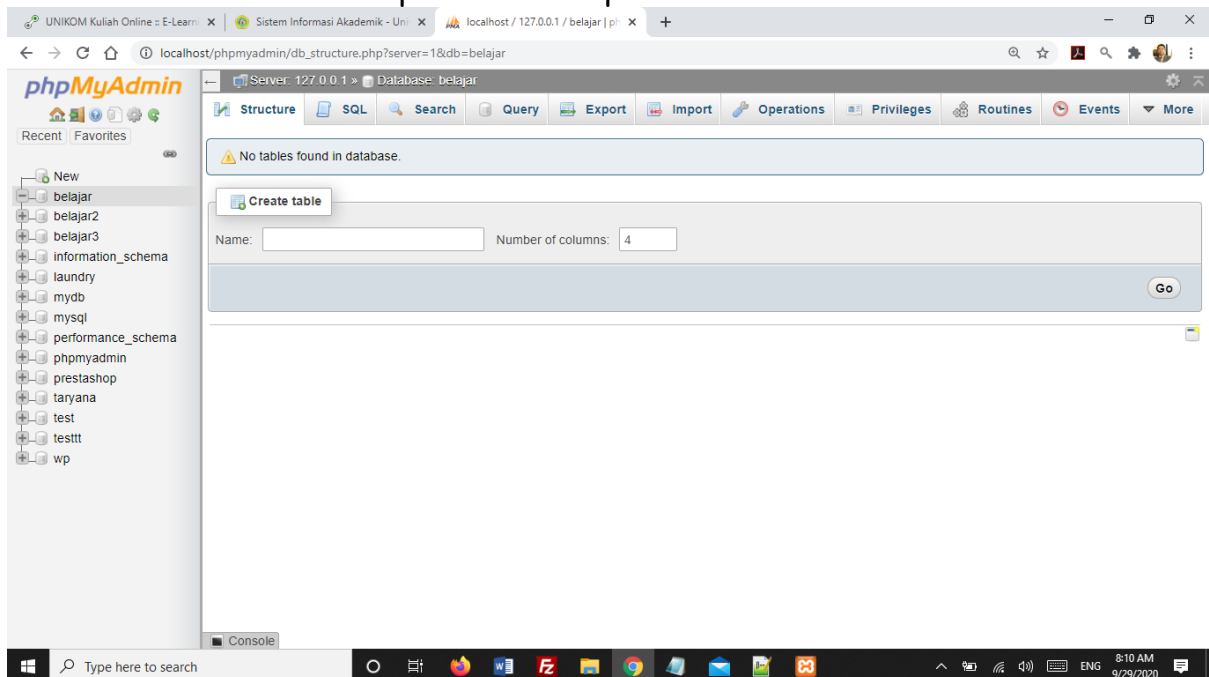 UNIKOM Kuliah Online :: E-Learni
Sistem Informasi Akademik - Uni
localhost / 127.0.0.1 / belajar | ph
localhost/phpmyadmin/db_structure.php?server=1&db=belajar
phpMyAdmin
Recent Favorites
New
belajar
belajar2
belajar3
information_schema
laundry
mydb
mysql
performance_schema
phpmyadmin
prestashop
taryana
test
testtt
wp
Server: 127.0.0.1 » Database: belajar
Structure SQL Search Query Export Import Operations Privileges Routines Events More
No tables found in database.
Create table
Name: Number of columns: 4
Go
Console
Type here to search
ENG
8:10 AM
9/29/2020